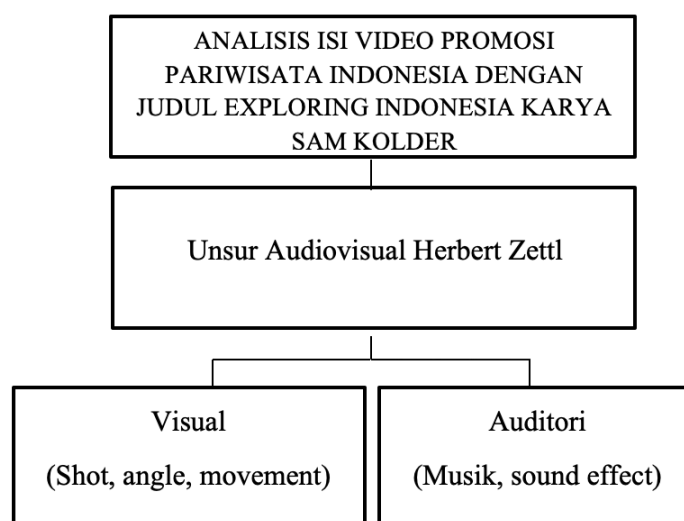 ANALISIS ISI VIDEO PROMOSI
PARIWISATA INDONESIA DENGAN
JUDUL EXPLORING INDONESIA KARYA
SAM KOLDER
Unsur Audiovisual Herbert Zettl
Visual
(Shot, angle, movement)
Auditori
(Musik, sound effect)